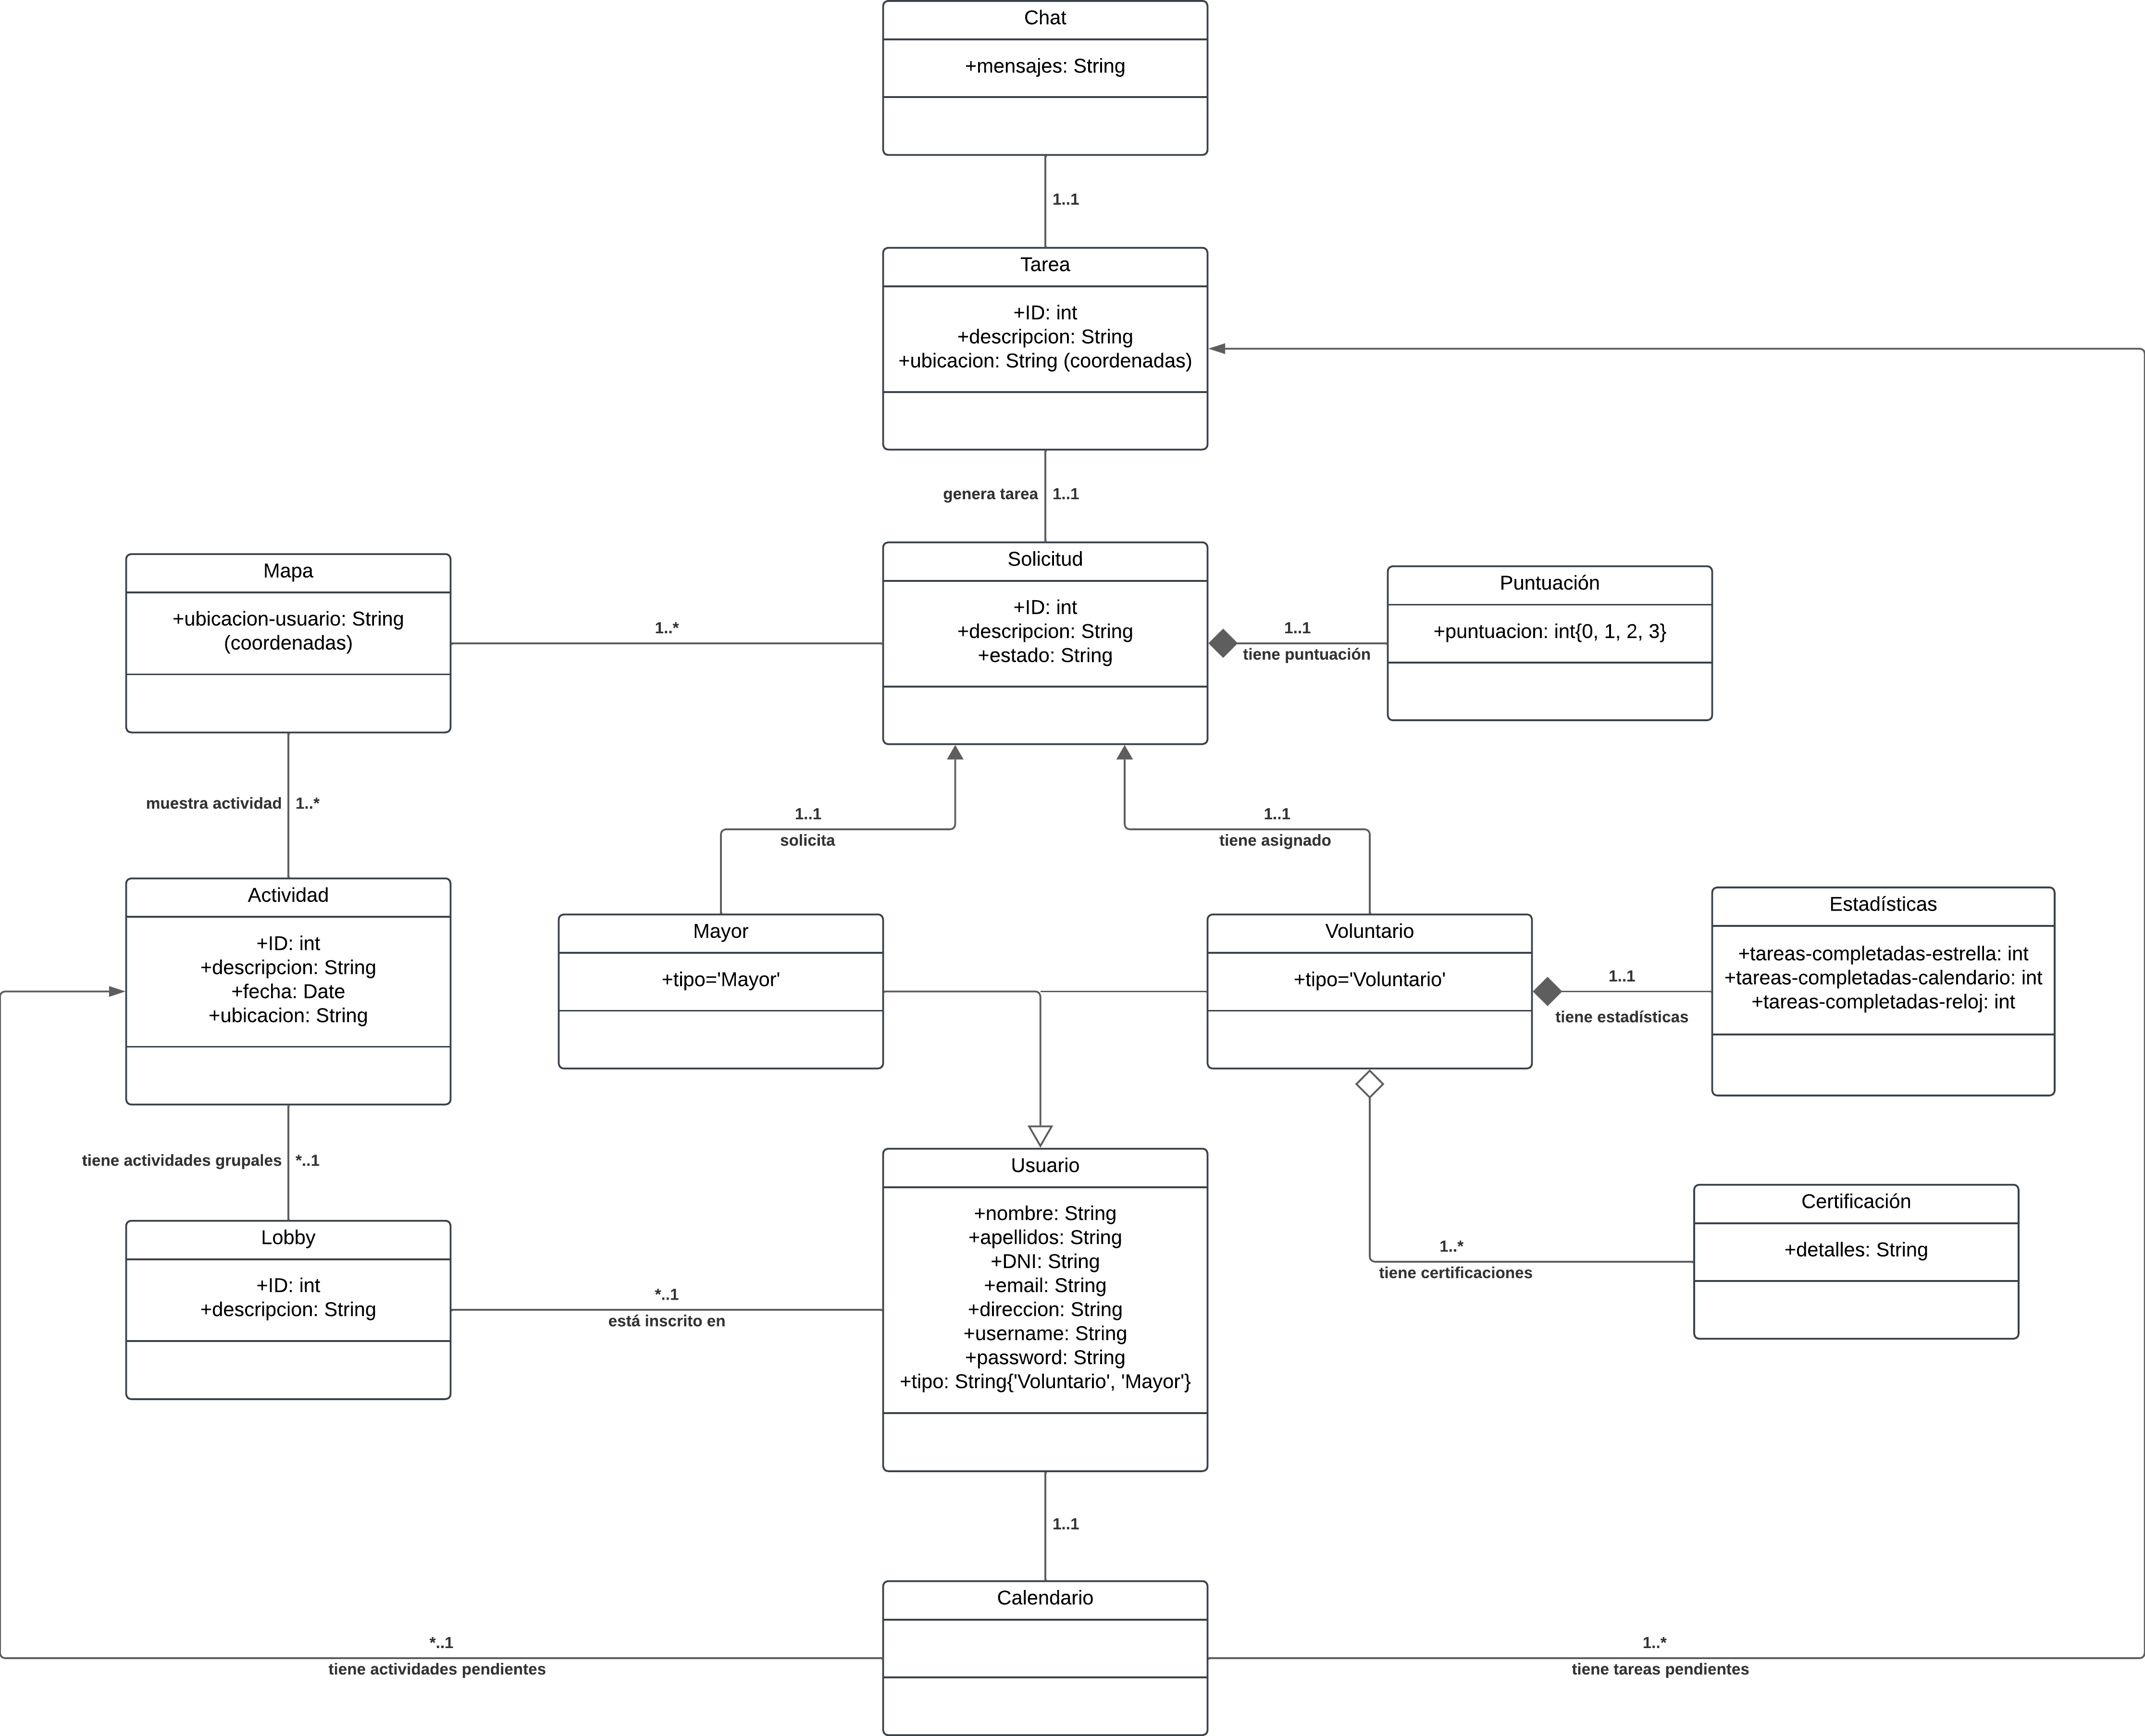 Chat
+mensajes: String
1..1
Tarea
+ID: int
+descripcion: String
+ubicacion: String (coordenadas)
genera tarea
1..1
Mapa
+ubicacion-usuario: String
(coordenadas)
1..*
Solicitud
+ID: int
+descripcion: String
+estado: String
1..1
tiene puntuación
Puntuación
+puntuacion: int{0, 1, 2, 3}
muestra actividad
1..*
1..1
solicita
1..1
tiene asignado
Actividad
+ID: int
+descripcion: String
+fecha: Date
+ubicacion: String
Mayor
+tipo='Mayor'
Voluntario
+tipo='Voluntario'
1..1
tiene estadísticas
Estadísticas
+tareas-completadas-estrella: int
+tareas-completadas-calendario: int
+tareas-completadas-reloj: int
tiene actividades grupales
*..1
Lobby
+ID: int
+descripcion: String
*..1
está inscrito en
Usuario
+nombre: String
+apellidos: String
+DNI: String
+email: String
+direccion: String
+username: String
+password: String
+tipo: String{'Voluntario', 'Mayor'}
1..*
tiene certificaciones
Certificación
+detalles: String
1..1
Calendario
*..1
tiene actividades pendientes
1..*
tiene tareas pendientes